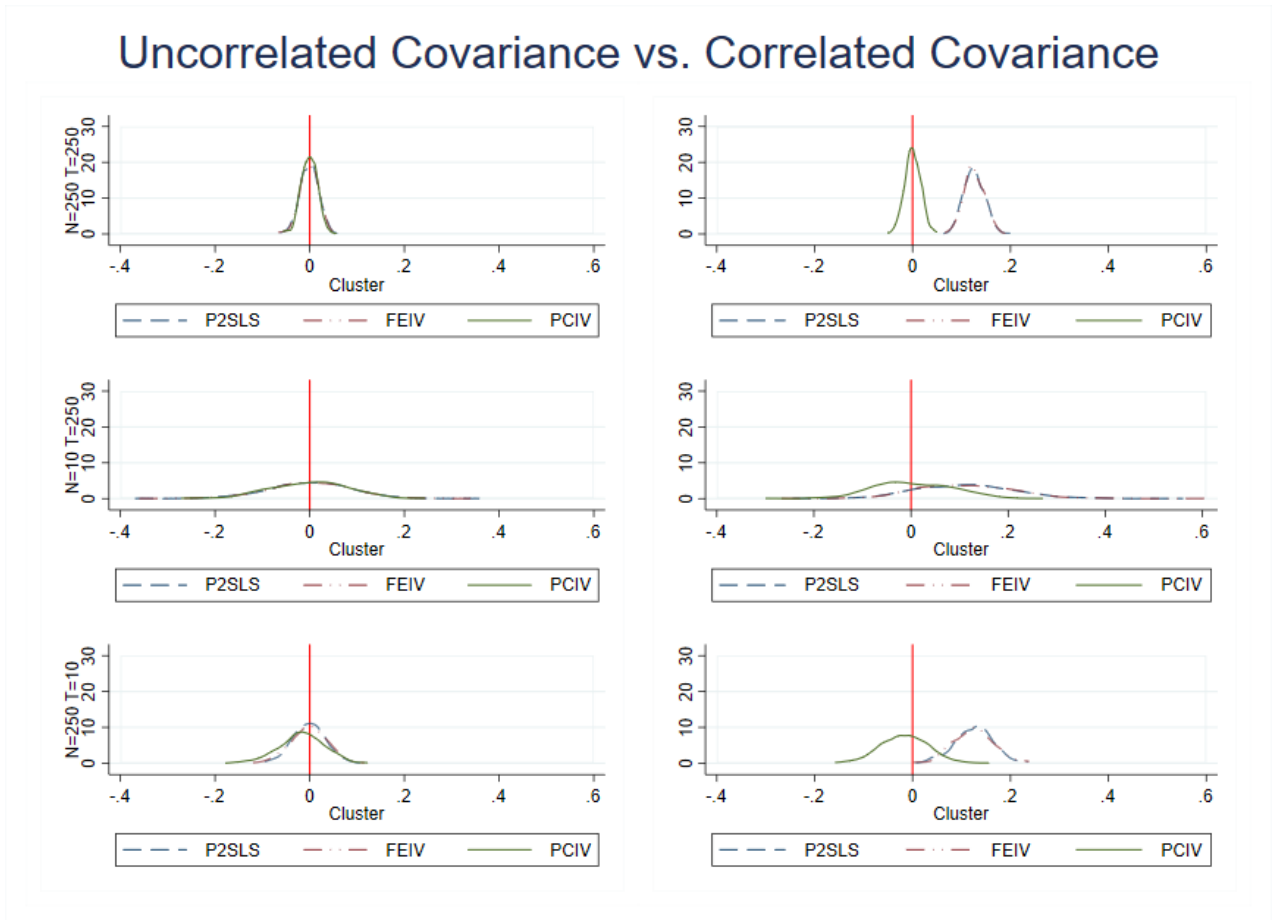 Uncorrelated Covariance vs. Correlated Covariance
N=250 T=250
30
20
10
0
-.4 -.2 0 .2 .4 .6
Cluster
P2SLS FEIV PCIV
30
20
10
0
-.4 -.2 0 .2 .4 .6
Cluster
P2SLS FEIV PCIV
N=10 T=250
30
20
10
0
-.4 -.2 0 .2 .4 .6
Cluster
P2SLS FEIV PCIV
30
20
10
0
-.4 -.2 0 .2 .4 .6
Cluster
P2SLS FEIV PCIV
N=250 T=10
30
20
10
0
-.4 -.2 0 .2 .4 .6
Cluster
P2SLS FEIV PCIV
30
20
10
0
-.4 -.2 0 .2 .4 .6
Cluster
P2SLS FEIV PCIV